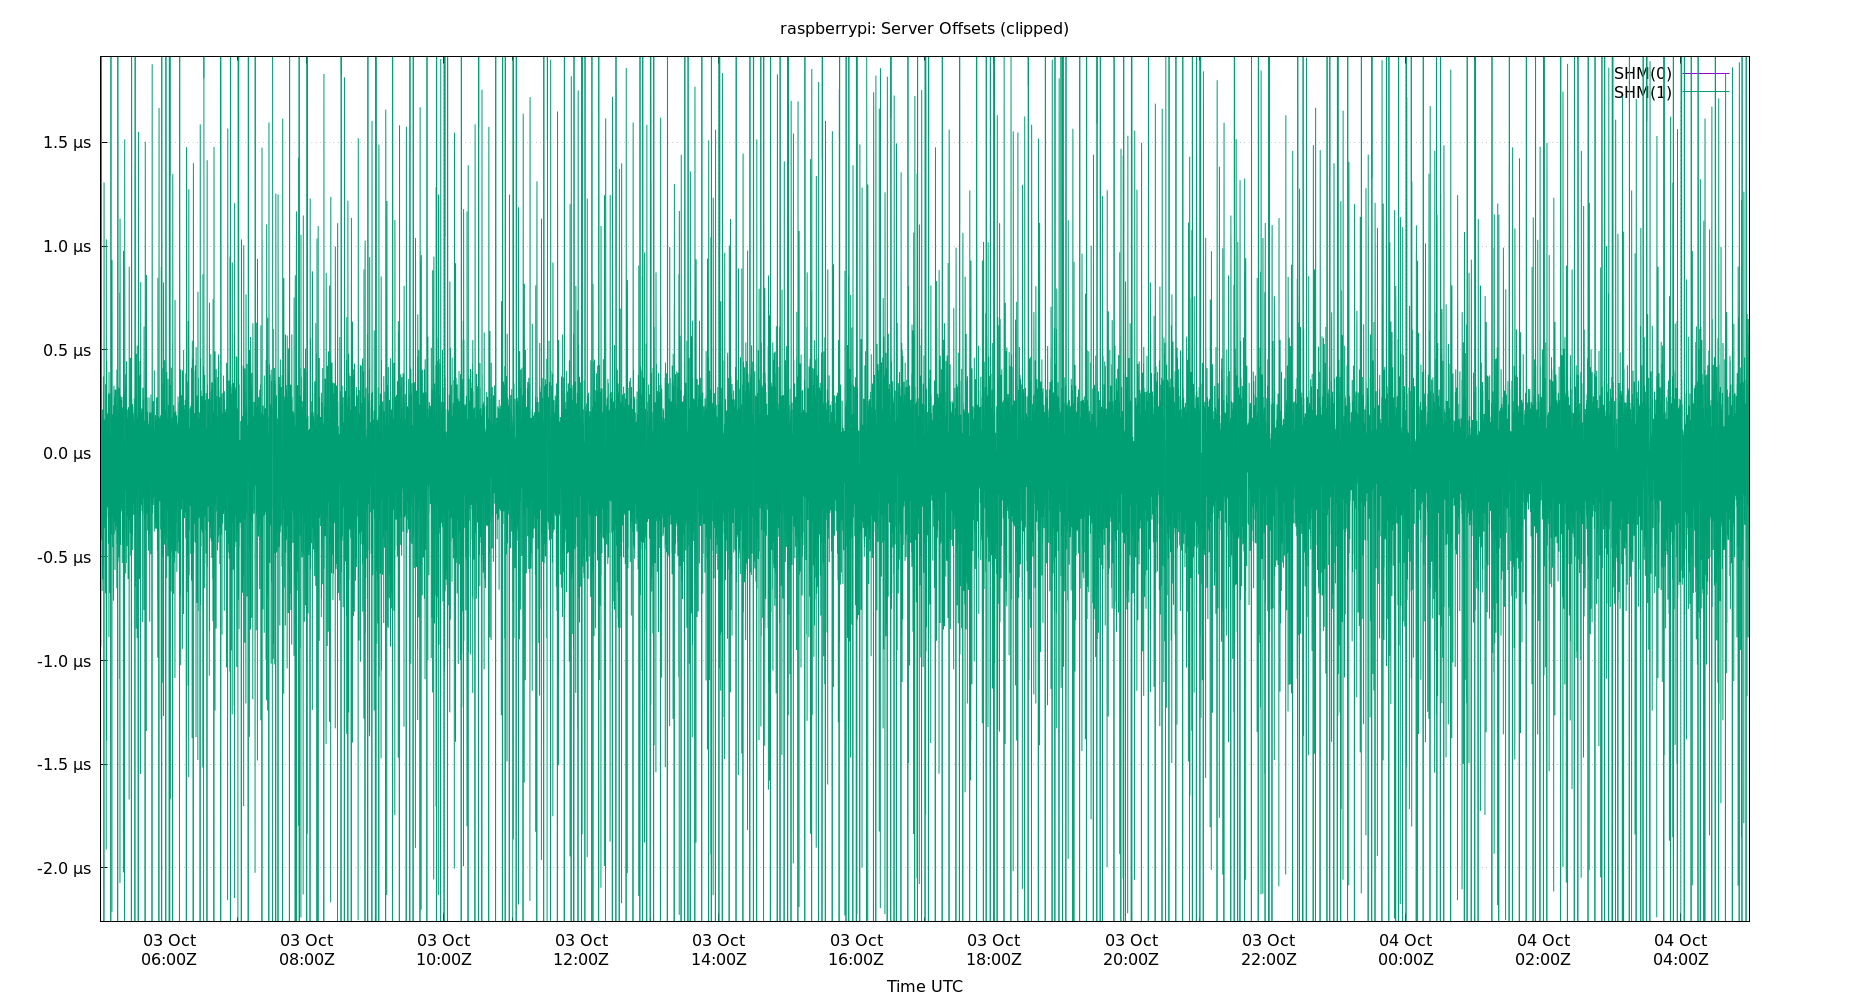 raspberrypi: Server Offsets (clipped)
SHM(0)
SHM(1)
1.5 µs
1.0 µs
0.5 µs
0.0 µs
-0.5 µs
-1.0 µs
-1.5 µs
-2.0 µs
03 Oct 03 Oct 03 Oct 03 Oct 03 Oct 03 Oct 03 Oct 03 Oct 03 Oct 04 Oct 04 Oct 04 Oct
06:00Z 08:00Z 10:00Z 12:00Z 14:00Z 16:00Z 18:00Z 20:00Z 22:00Z 00:00Z 02:00Z 04:00Z
Time UTC